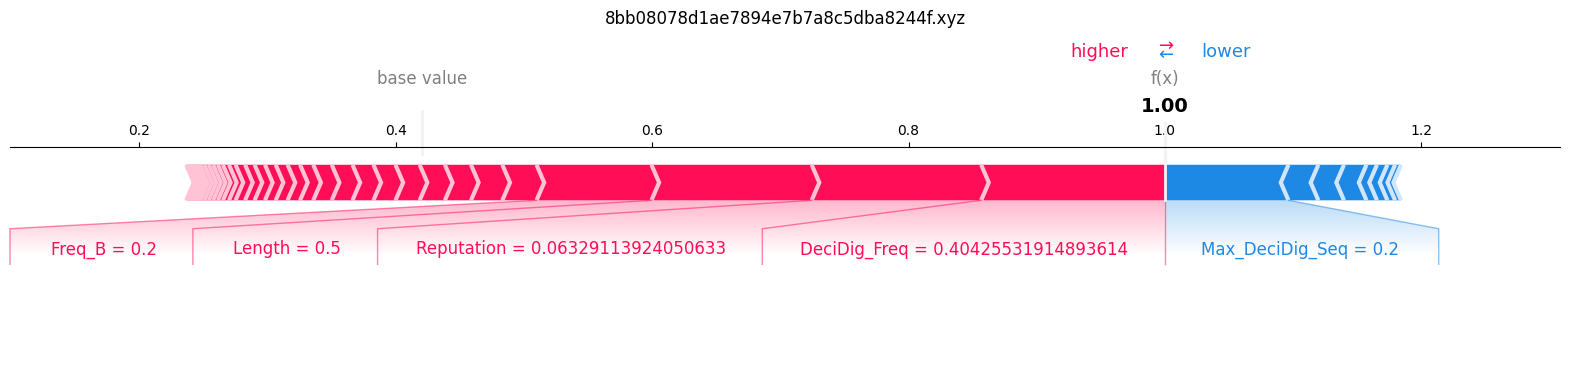 8bb08078d1ae7894e7b7a8c5dba8244f.xyz
higher ⇄ lower
base value f(x)
1.00
0.2 0.4 0.6 0.8 1.0 1.2
Freq_B = 0.2 Length = 0.5 Reputation = 0.06329113924050633 DeciDig_Freq = 0.40425531914893614 Max_DeciDig_Seq = 0.2